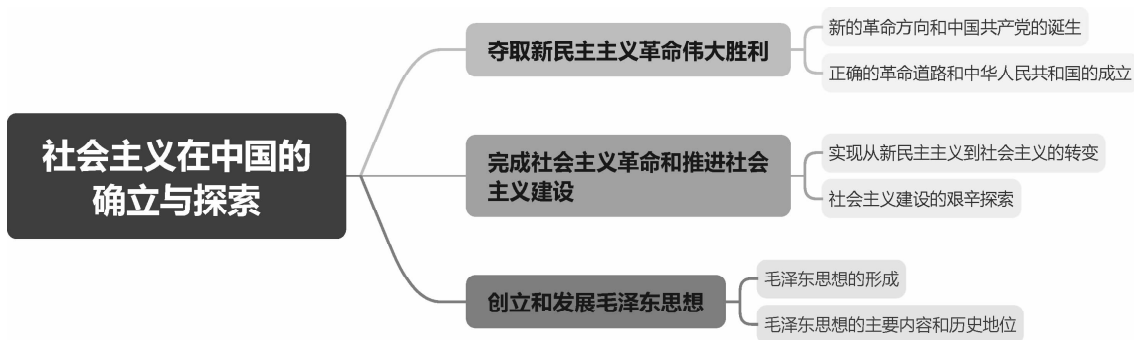 社会主义在中国的
确立与探索
夺取新民主主义革命伟大胜利
新的革命方向和中国共产党的诞生
正确的革命道路和中华人民共和国的成立
完成社会主义革命和推进社会
主义建设
实现从新民主主义到社会主义的转变
社会主义建设的艰辛探索
创立和发展毛泽东思想
毛泽东思想的形成
毛泽东思想的主要内容和历史地位